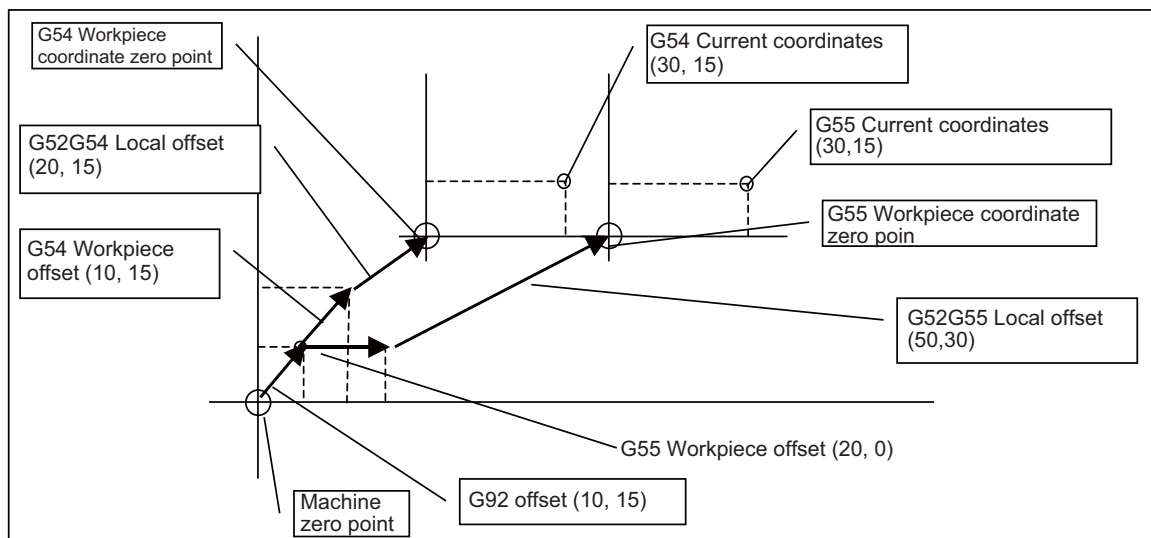 G54 Workpiece
coordinate zero point
G54 Current coordinates
(30, 15)
G55 Current coordinates
(30,15)
G52G54 Local offset
(20, 15)
G55 Workpiece coordinate
zero poin
G54 Workpiece
offset (10, 15)
G52G55 Local offset
(50,30)
G55 Workpiece offset (20, 0)
Machine
zero point
G92 offset (10, 15)